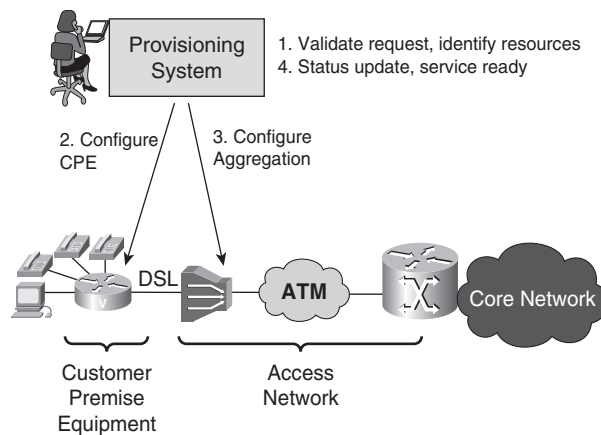 Provisioning
System
1. Validate request, identify resources
4. Status update, service ready
2. Configure
CPE
3. Configure
Aggregation
DSL
V
ATM
Core Network
Customer
Premise
Equipment
Access
Network